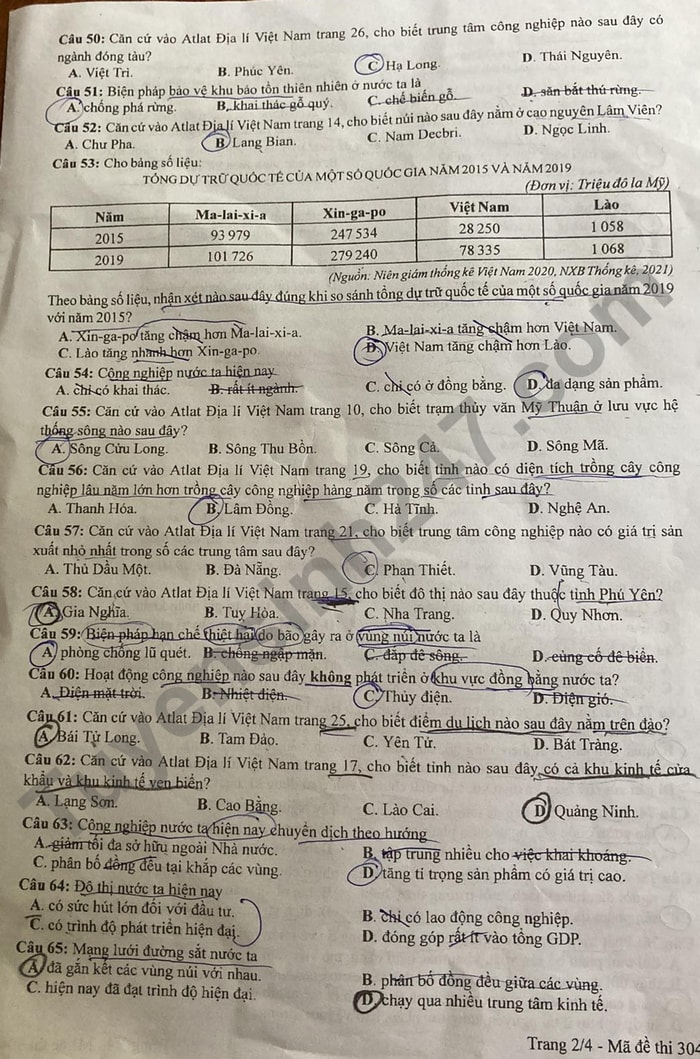 Câu 50: Căn cứ vào Atlat Địa lí Việt Nam trang 26, cho biết trung tâm công nghiệp nào sau đây có
ngành đóng tàu?
A. Việt Trì. B. Phúc Yên. C. Hạ Long. D. Thái Nguyên.
Câu 51: Biện pháp bảo vệ khu bảo tồn thiên nhiên ở nước ta là
A. chống phá rừng. B. khai thác gỗ quý. C. chế biến gỗ. D. săn bắt thú rừng.
Câu 52: Căn cứ vào Atlat Địa lí Việt Nam trang 14, cho biết núi nào sau đây nằm ở cao nguyên Lâm Viên?
A. Chư Pha. B. Lang Bian. C. Nam Decbri. D. Ngọc Linh.
Câu 53: Cho bảng số liệu:
TỔNG DỰ TRỮ QUỐC TẾ CỦA MỘT SỐ QUỐC GIA NĂM 2015 VÀ NĂM 2019
(Đơn vị: Triệu đô la Mỹ)
Năm Ma-lai-xi-a Xin-ga-po Việt Nam Lào
2015 93 979 247 534 28 250 1 058
2019 101 726 279 240 78 335 1 068
(Nguồn: Niên giám thống kê Việt Nam 2020, NXB Thống kê, 2021)
Theo bảng số liệu, nhận xét nào sau đây đúng khi so sánh tổng dự trữ quốc tế của một số quốc gia năm 2019
với năm 2015?
A. Xin-ga-po tăng chậm hơn Ma-lai-xi-a. B. Ma-lai-xi-a tăng chậm hơn Việt Nam.
C. Lào tăng nhanh hơn Xin-ga-po. D. Việt Nam tăng chậm hơn Lào.
Câu 54: Công nghiệp nước ta hiện nay
A. chỉ có khai thác. B. rất ít ngành. C. chỉ có ở đồng bằng. D. đa dạng sản phẩm.
Câu 55: Căn cứ vào Atlat Địa lí Việt Nam trang 10, cho biết trạm thủy văn Mỹ Thuận ở lưu vực hệ
thống sông nào sau đây?
A. Sông Cửu Long. B. Sông Thu Bồn. C. Sông Cả. D. Sông Mã.
Câu 56: Căn cứ vào Atlat Địa lí Việt Nam trang 19, cho biết tỉnh nào có diện tích trồng cây công
nghiệp lâu năm lớn hơn trồng cây công nghiệp hàng năm trong số các tỉnh sau đây?
A. Thanh Hóa. B. Lâm Đồng. C. Hà Tĩnh. D. Nghệ An.
Câu 57: Căn cứ vào Atlat Địa lí Việt Nam trang 21, cho biết trung tâm công nghiệp nào có giá trị sản
xuất nhỏ nhất trong số các trung tâm sau đây?
A. Thủ Dầu Một. B. Đà Nẵng. C. Phan Thiết. D. Vũng Tàu.
Câu 58: Căn cứ vào Atlat Địa lí Việt Nam trang 15, cho biết đô thị nào sau đây thuộc tỉnh Phú Yên?
A. Gia Nghĩa. B. Tuy Hòa. C. Nha Trang. D. Quy Nhơn.
Câu 59: Biện pháp hạn chế thiệt hại do bão gây ra ở vùng núi nước ta là
A. phòng chống lũ quét. B. chống ngập mặn. C. đắp đê sông. D. củng cố đê biển.
Câu 60: Hoạt động công nghiệp nào sau đây không phát triển ở khu vực đồng bằng nước ta?
A. Điện mặt trời. B. Nhiệt điện. C. Thủy điện. D. Điện gió.
Câu 61: Căn cứ vào Atlat Địa lí Việt Nam trang 25, cho biết điểm du lịch nào sau đây nằm trên đảo?
A. Bái Tử Long. B. Tam Đảo. C. Yên Tử. D. Bát Tràng.
Câu 62: Căn cứ vào Atlat Địa lí Việt Nam trang 17, cho biết tỉnh nào sau đây có cả khu kinh tế cửa
khẩu và khu kinh tế ven biển?
A. Lạng Sơn. B. Cao Bằng. C. Lào Cai. D. Quảng Ninh.
Câu 63: Công nghiệp nước ta hiện nay chuyển dịch theo hướng
A. giảm tối đa sở hữu ngoài Nhà nước. B. tập trung nhiều cho việc khai khoáng.
C. phân bố đồng đều tại khắp các vùng. D. tăng tỉ trọng sản phẩm có giá trị cao.
Câu 64: Đô thị nước ta hiện nay
A. có sức hút lớn đối với đầu tư. B. chỉ có lao động công nghiệp.
C. có trình độ phát triển hiện đại. D. đóng góp rất ít vào tổng GDP.
Câu 65: Mạng lưới đường sắt nước ta
A. đã gắn kết các vùng núi với nhau. B. phân bố đồng đều giữa các vùng.
C. hiện nay đã đạt trình độ hiện đại. D. chạy qua nhiều trung tâm kinh tế.
Trang 2/4 - Mã đề thi 304
Tuyensinh247.com